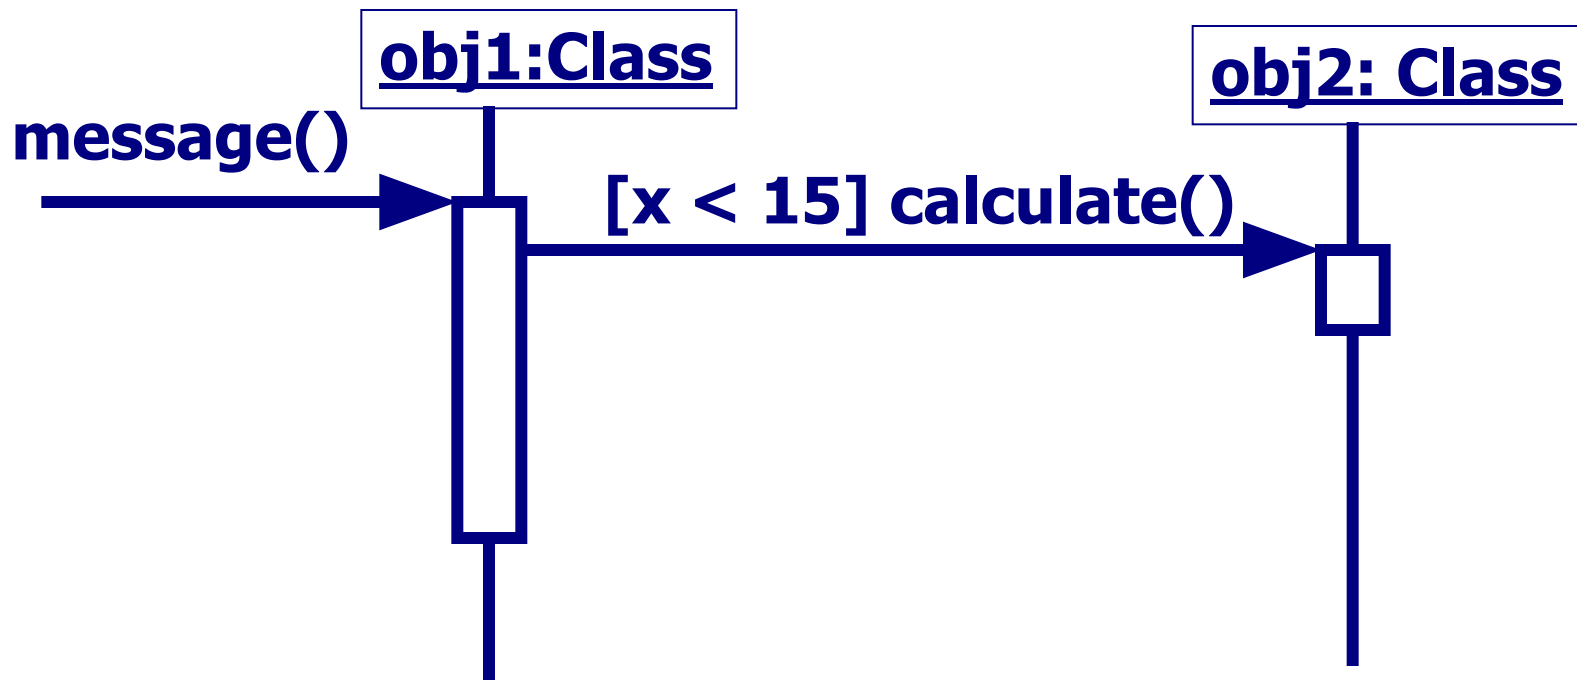 obj1:Class
obj2: Class
message()
[x < 15] calculate()